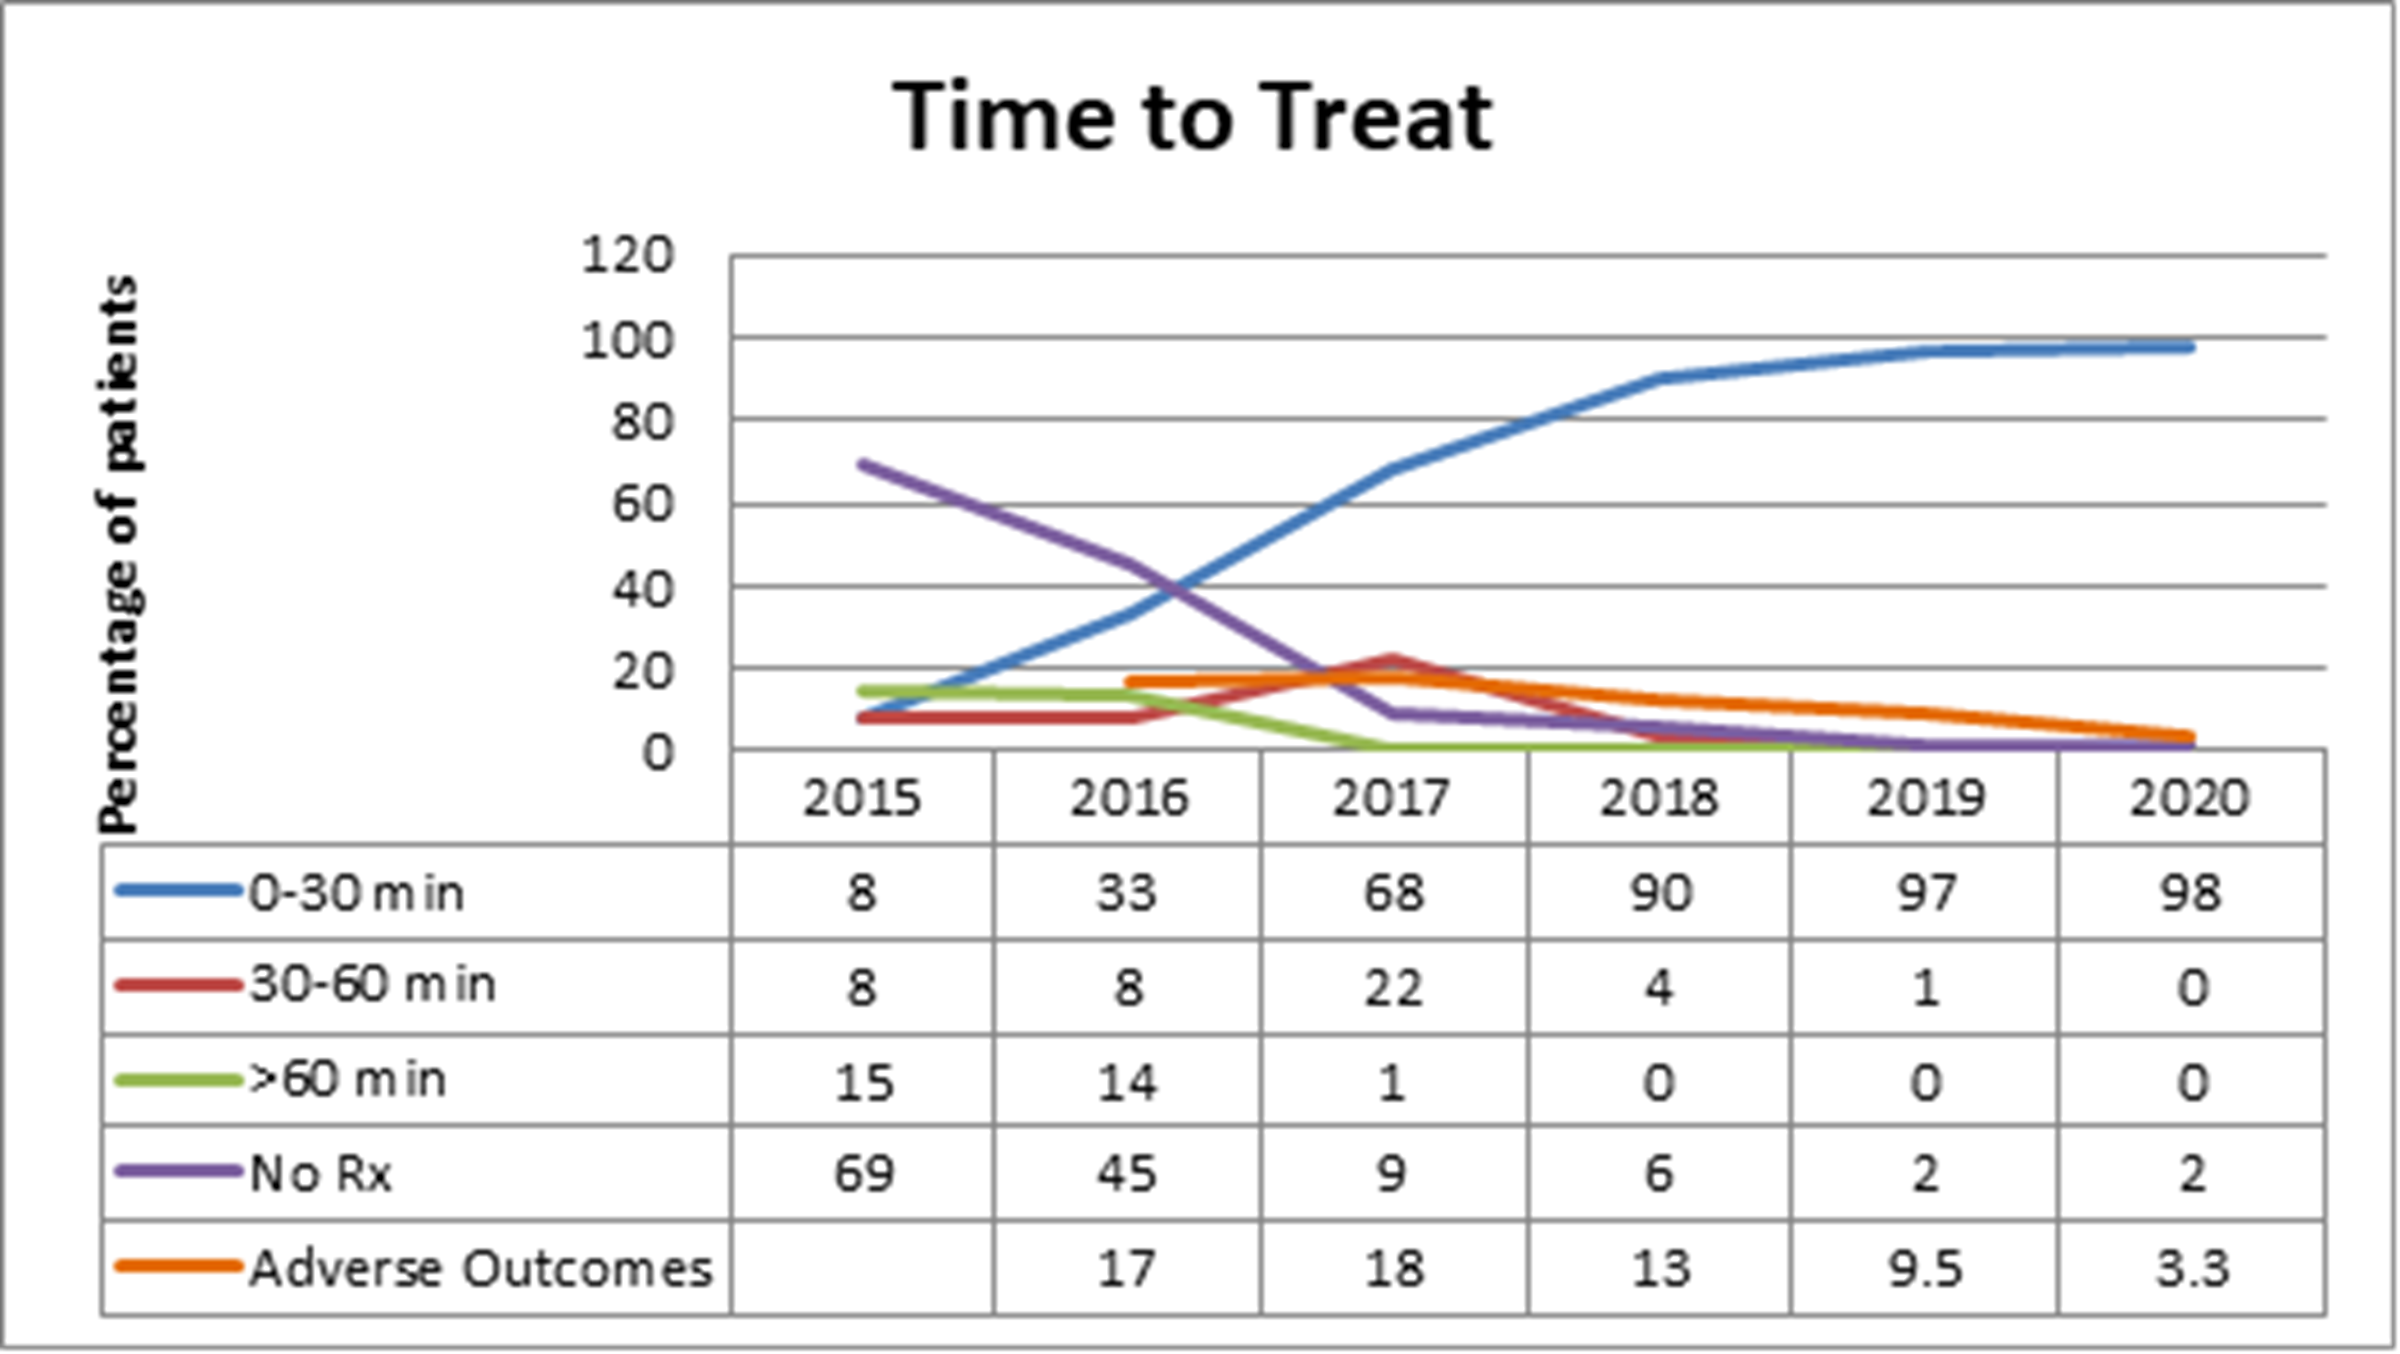 Time to Treat
Percentage of patients
120
100
80
60
40
20
0
2015 2016 2017 2018 2019 2020
0-30 min 8 33 68 90 97 98
30-60 min 8 8 22 4 1 0
>60 min 15 14 1 0 0 0
No Rx 69 45 9 6 2 2
Adverse Outcomes 17 18 13 9.5 3.3